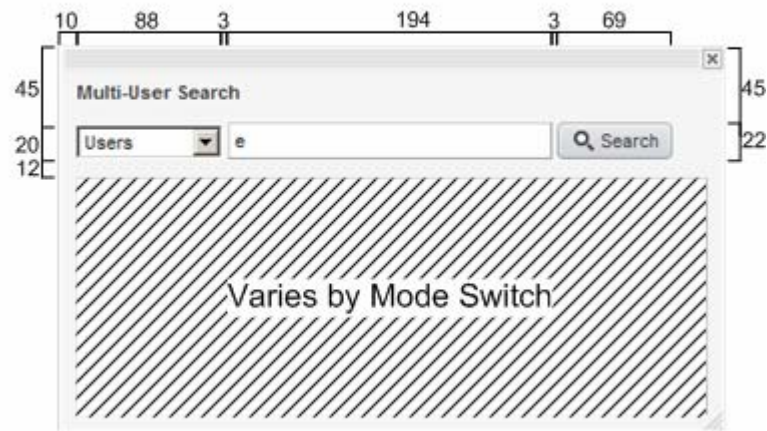 10 88 3 194 3 69
45 45
Multi-User Search
20 Users e Search 22
12
Varies by Mode Switch